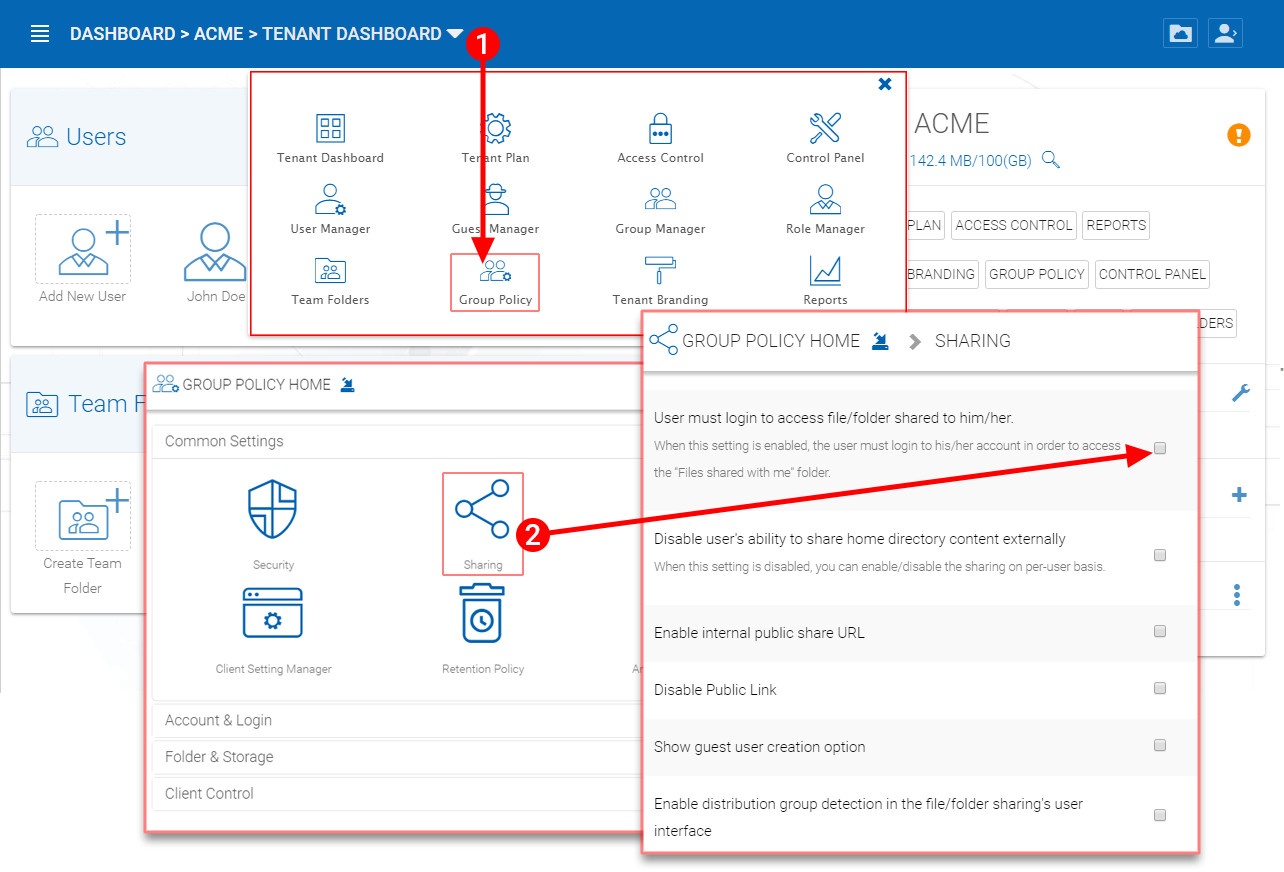 DASHBOARD > ACME > TENANT DASHBOARD
1
Users
Add New User
John Doe
Tenant Dashboard
Tenant Plan
Access Control
Control Panel
User Manager
Guest Manager
Group Manager
Role Manager
Team Folders
Group Policy
Tenant Branding
Reports
ACME
142.4 MB/100(GB)
PLAN
ACCESS CONTROL
REPORTS
BRANDING
GROUP POLICY
CONTROL PANEL
DERS
Team F
Create Team
Folder
GROUP POLICY HOME
Common Settings
Security
Sharing
2
Client Setting Manager
Retention Policy
Account & Login
Folder & Storage
Client Control
GROUP POLICY HOME > SHARING
User must login to access file/folder shared to him/her.
When this setting is enabled, the user must login to his/her account in order to access
the "Files shared with me" folder.
Disable user's ability to share home directory content externally
When this setting is disabled, you can enable/disable the sharing on per-user basis.
Enable internal public share URL
Disable Public Link
Show guest user creation option
Enable distribution group detection in the file/folder sharing's user
interface